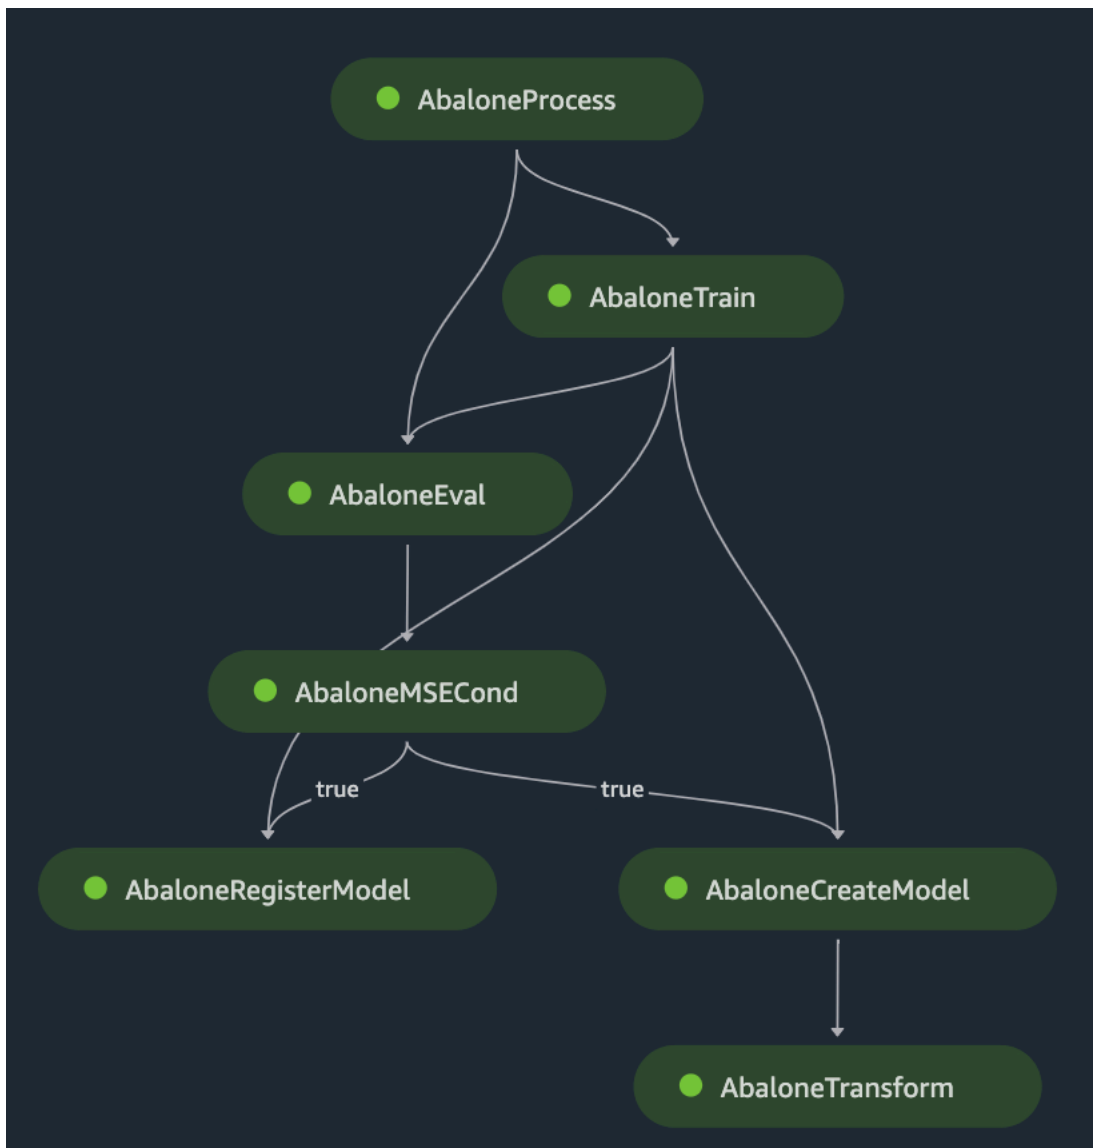 AbaloneProcess
AbaloneTrain
AbaloneEval
AbaloneMSECond
true
true
AbaloneRegisterModel
AbaloneCreateModel
AbaloneTransform